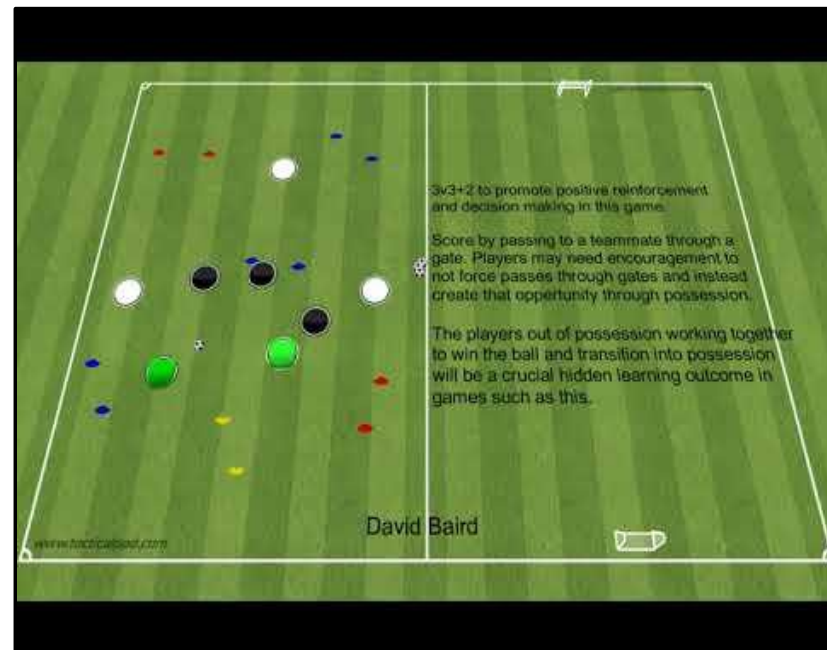 3v3+2 to promote positive reinforcement
and decision making in this game.
Score by passing to a teammate through a
gate. Players may need encouragement to
not force passes through gates and instead
create that oppertunity through possession.
The players out of possession working together
to win the ball and transition into possession
will be a crucial hidden learning outcome in
games such as this.
David Baird
www.tacticalpad.com